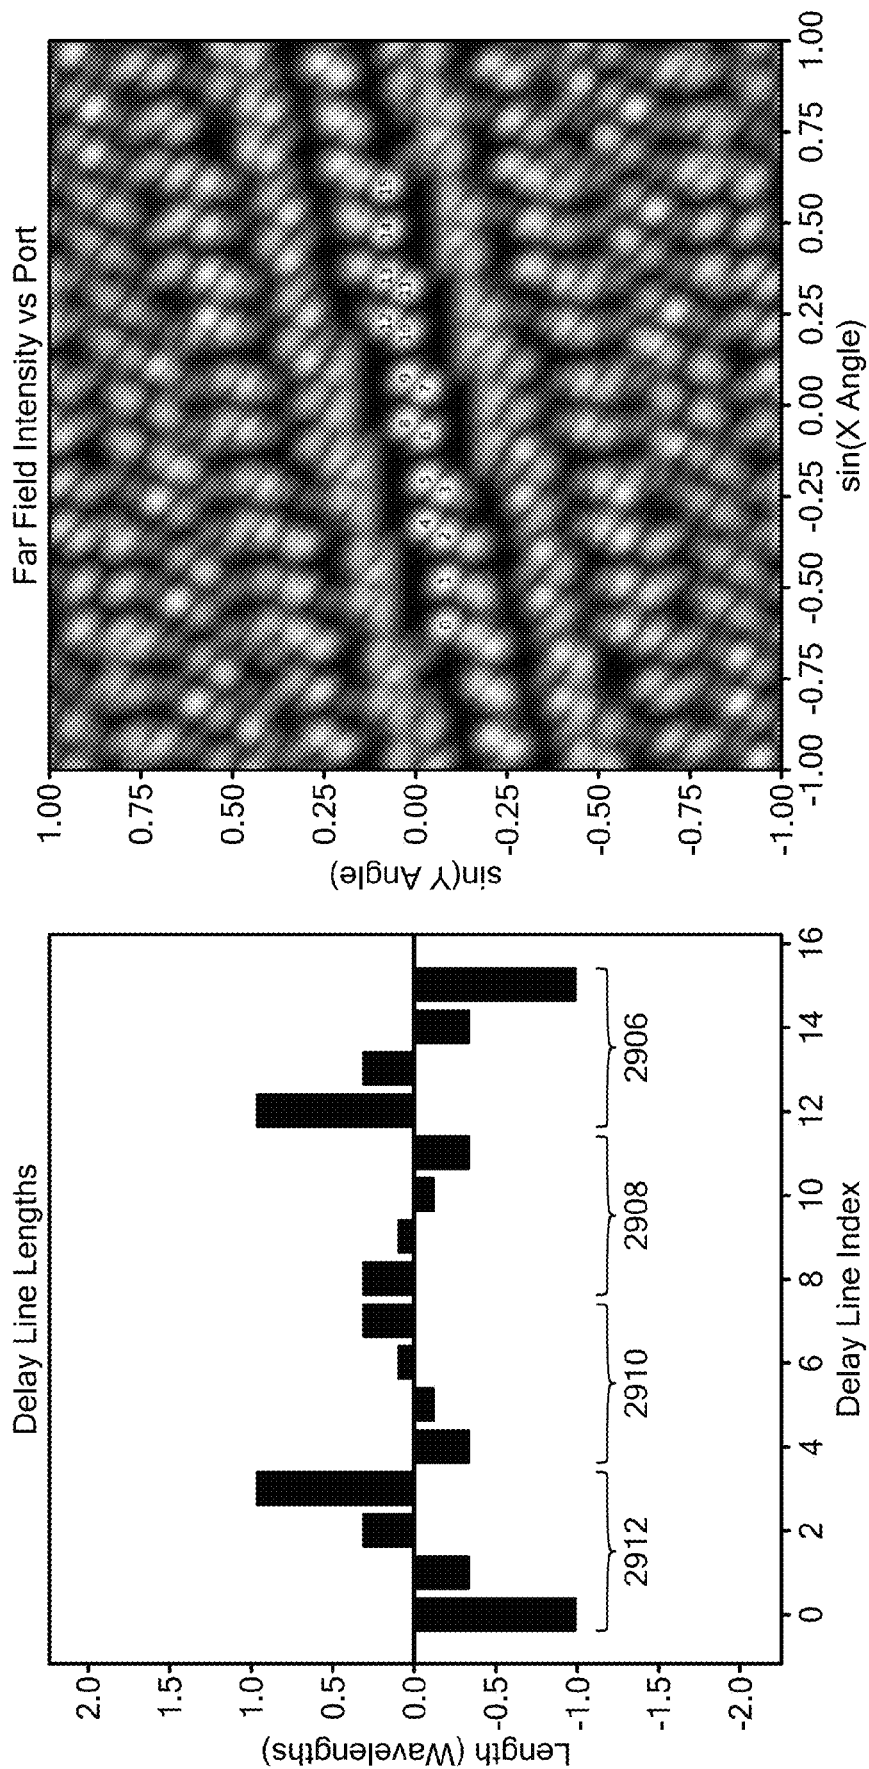 Delay Line Lengths
Length (Wavelengths)
2.0
1.5
1.0
0.5
0.0
-0.5
-1.0
-1.5
-2.0
2912
2910
2908
2906
0 2 4 6 8 10 12 14 16
Delay Line Index
Far Field Intensity vs Port
sin(Y Angle)
1.00
0.75
0.50
0.25
0.00
-0.25
-0.50
-0.75
-1.00
-1.00 -0.75 -0.50 -0.25 0.00 0.25 0.50 0.75 1.00
sin(X Angle)